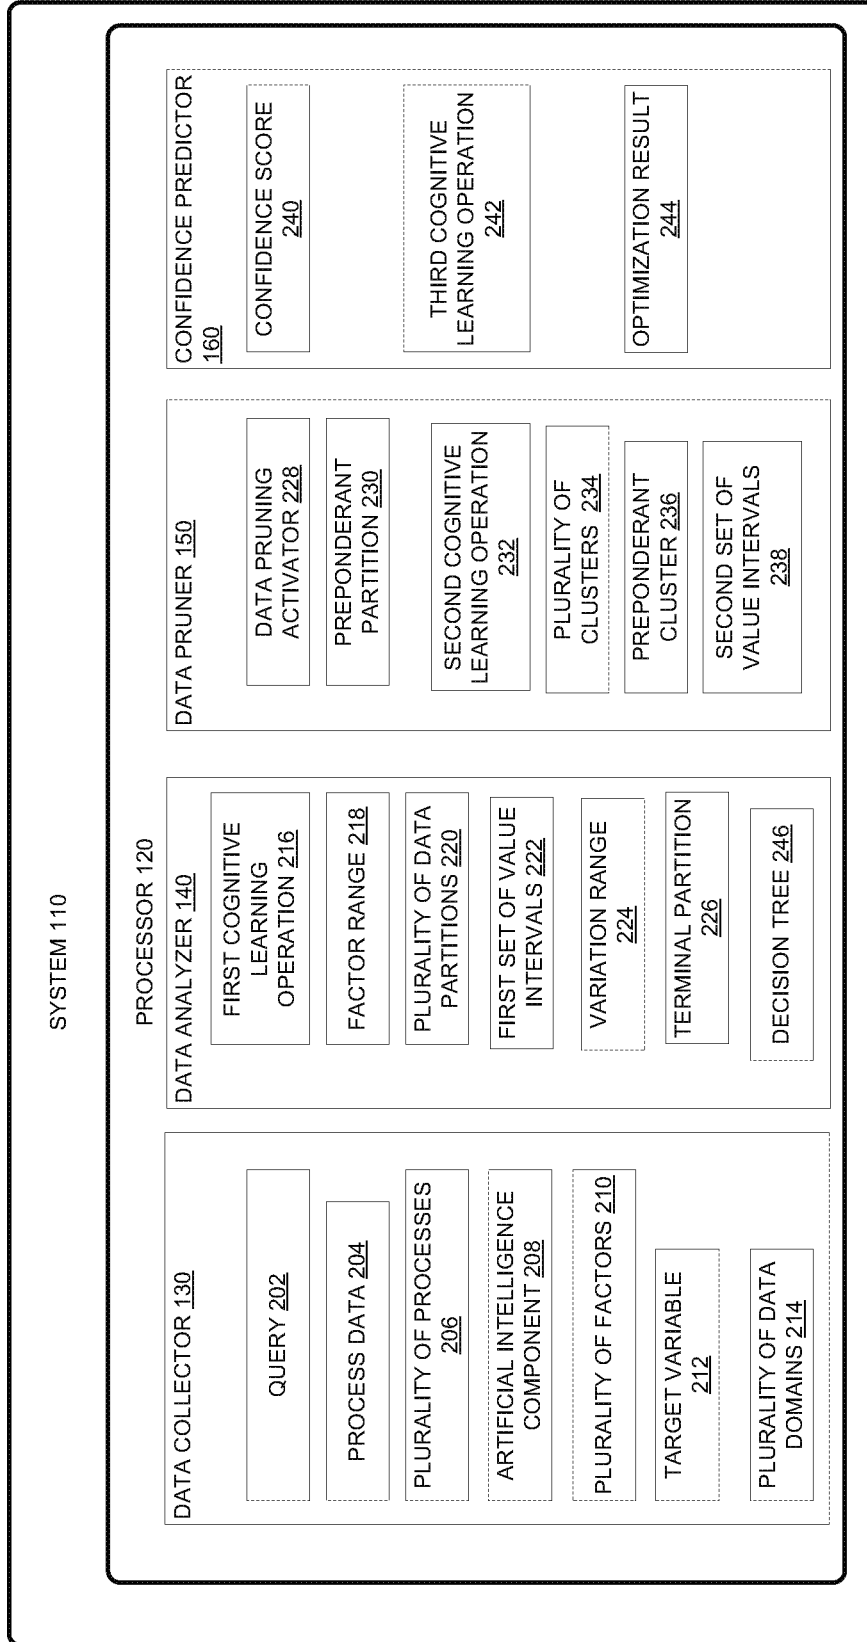 SYSTEM 110
PROCESSOR 120
DATA COLLECTOR 130
QUERY 202
PROCESS DATA 204
PLURALITY OF PROCESSES
206
ARTIFICIAL INTELLIGENCE
COMPONENT 208
PLURALITY OF FACTORS 210
TARGET VARIABLE
212
PLURALITY OF DATA
DOMAINS 214
DATA ANALYZER 140
FIRST COGNITIVE
LEARNING
OPERATION 216
FACTOR RANGE 218
PLURALITY OF DATA
PARTITIONS 220
FIRST SET OF VALUE
INTERVALS 222
VARIATION RANGE
224
TERMINAL PARTITION
226
DECISION TREE 246
DATA PRUNER 150
DATA PRUNING
ACTIVATOR 228
PREPONDERANT
PARTITION 230
SECOND COGNITIVE
LEARNING OPERATION
232
PLURALITY OF
CLUSTERS 234
PREPONDERANT
CLUSTER 236
SECOND SET OF
VALUE INTERVALS
238
CONFIDENCE PREDICTOR
160
CONFIDENCE SCORE
240
THIRD COGNITIVE
LEARNING OPERATION
242
OPTIMIZATION RESULT
244